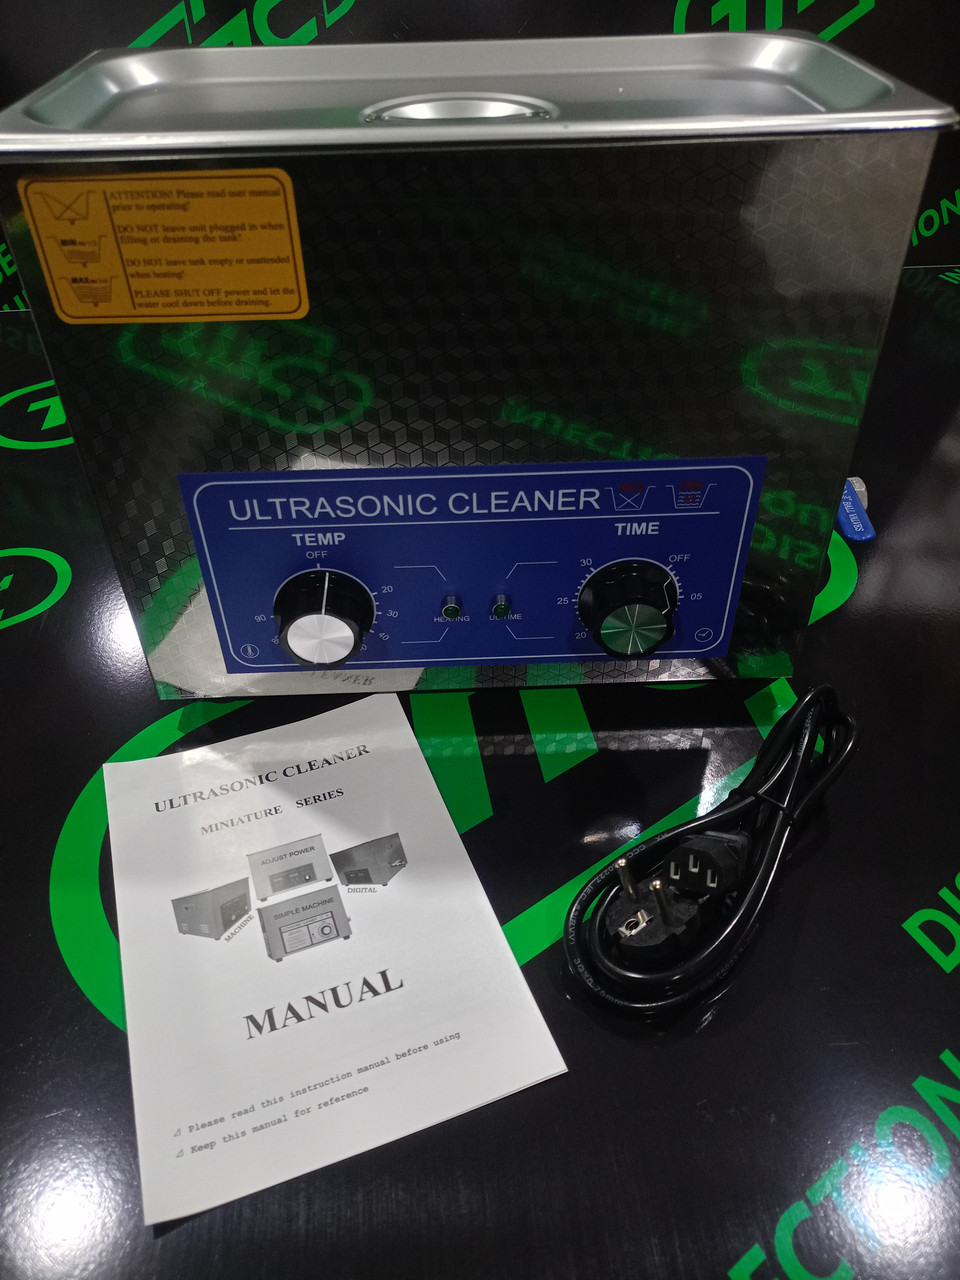 ATTENTION! Please read user manual
prior to operating!
DO NOT leave unit plugged in when
filling or draining the tank!
DO NOT leave tank empty or unattended
when heating!
PLEASE SHUT OFF power and let the
water cool down before draining.
MIN
MAX
ULTRASONIC CLEANER
TEMP
OFF
20
30
40
90
TIME
OFF
05
20
25
30
HEATING
BALL VALVES
ULTRASONIC CLEANER
MINIATURE SERIES
ADJUST POWER
DIGITAL
MACHINE
SIMPLE MACHINE
MANUAL
Please read this instruction manual before using
Keep this manual for reference
CCC